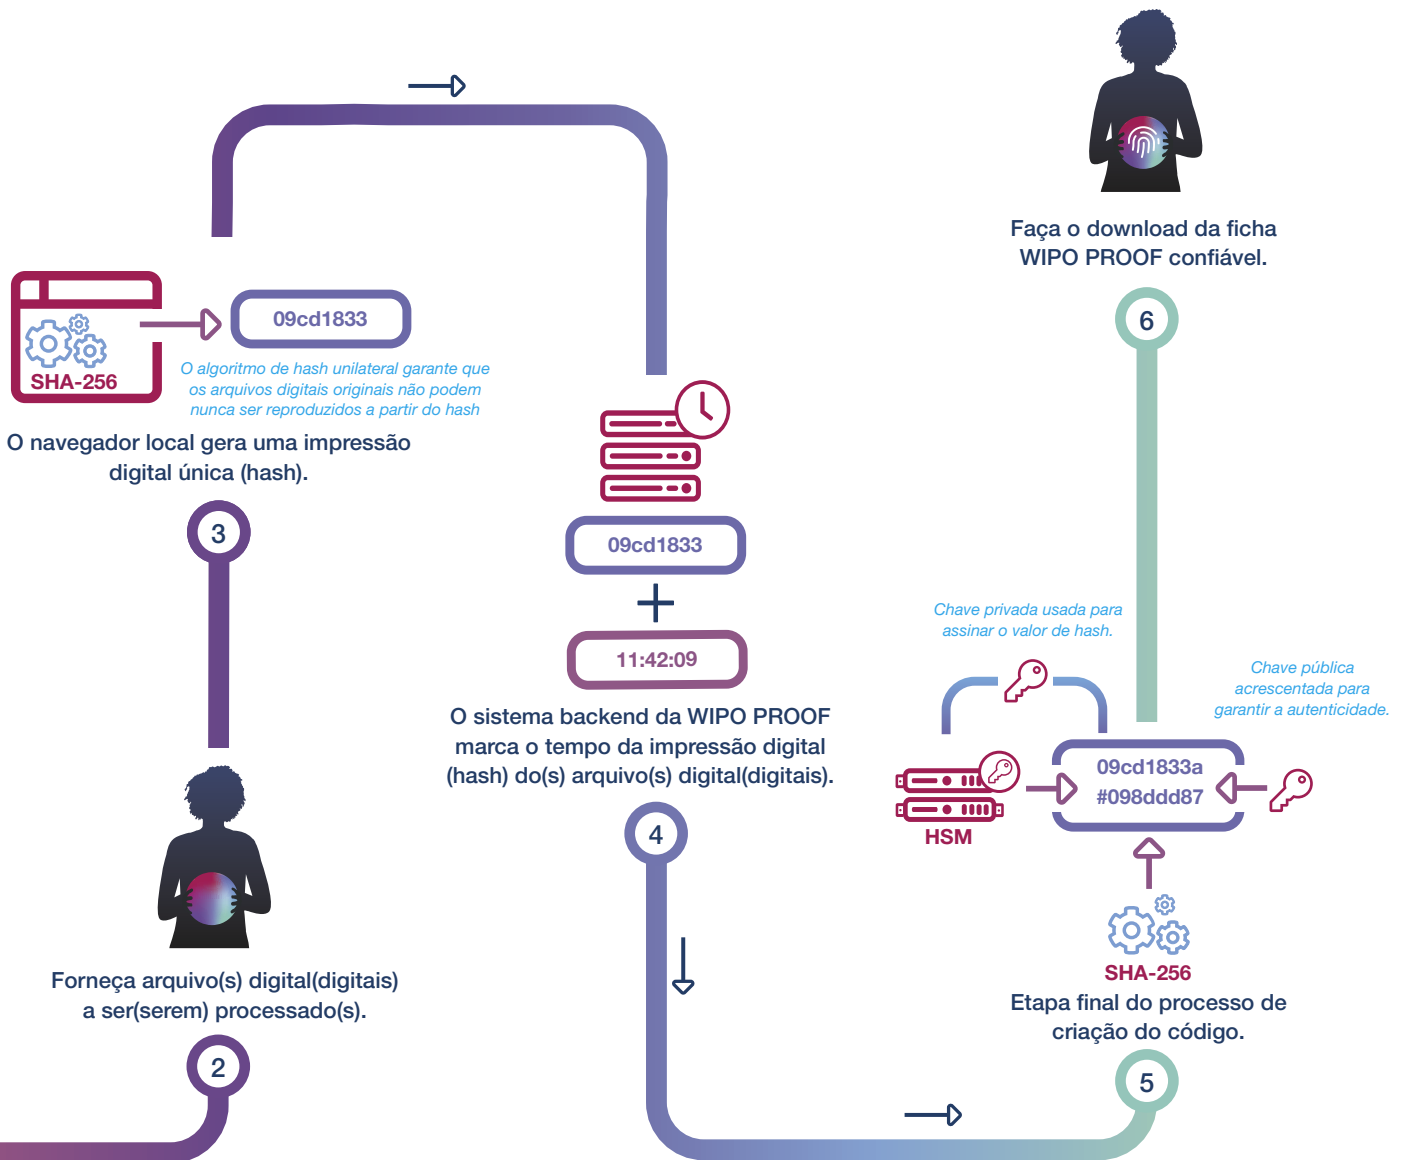 09cd1833
SHA-256
O algoritmo de hash unilateral garante que
os arquivos digitais originais não podem
nunca ser reproduzidos a partir do hash
O navegador local gera uma impressão
digital única (hash).
3
Forneça arquivo(s) digital(digitais)
a ser(serem) processado(s).
2
09cd1833
11:42:09
O sistema backend da WIPO PROOF
marca o tempo da impressão digital
(hash) do(s) arquivo(s) digital(digitais).
4
Faça o download da ficha
WIPO PROOF confiável.
6
Chave privada usada para
assinar o valor de hash.
Chave pública
acrescentada para
garantir a autenticidade.
09cd1833a
#098ddd87
HSM
SHA-256
Etapa final do processo de
criação do código.
5